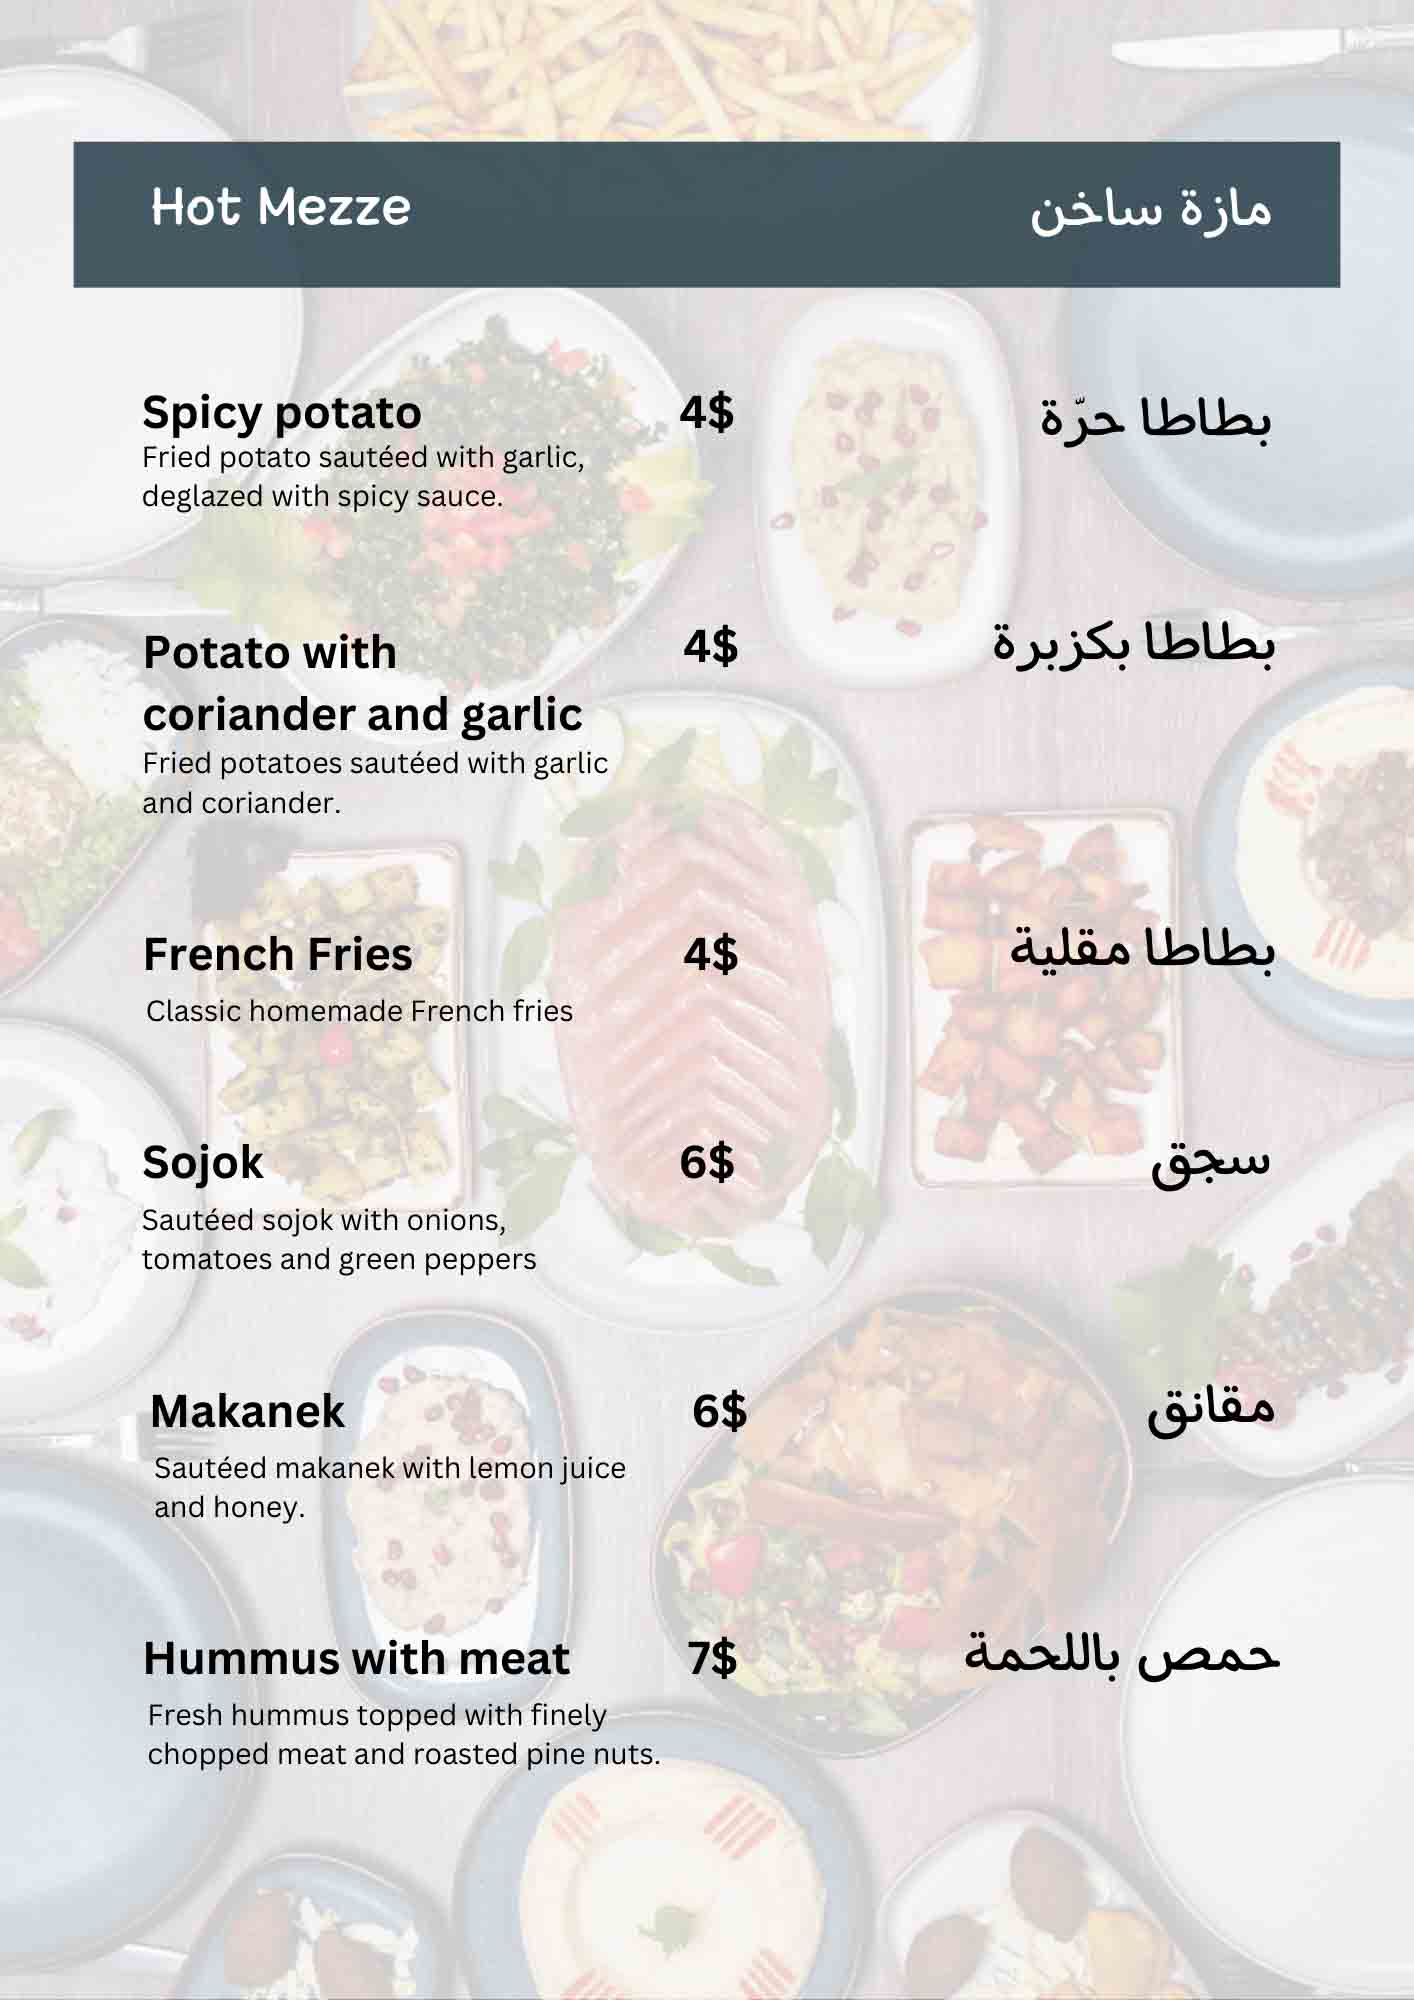 Hot Mezze مازة ساخن
Spicy potato 4$ بطاطا حرّة
Fried potato sautéed with garlic,
deglazed with spicy sauce.
Potato with 4$ بطاطا بكزبرة
coriander and garlic
Fried potatoes sautéed with garlic
and coriander.
French Fries 4$ بطاطا مقلية
Classic homemade French fries
Sojok 6$ سجق
Sautéed sojok with onions,
tomatoes and green peppers
Makanek 6$ مقانق
Sautéed makanek with lemon juice
and honey.
Hummus with meat 7$ حمص باللحمة
Fresh hummus topped with finely
chopped meat and roasted pine nuts.